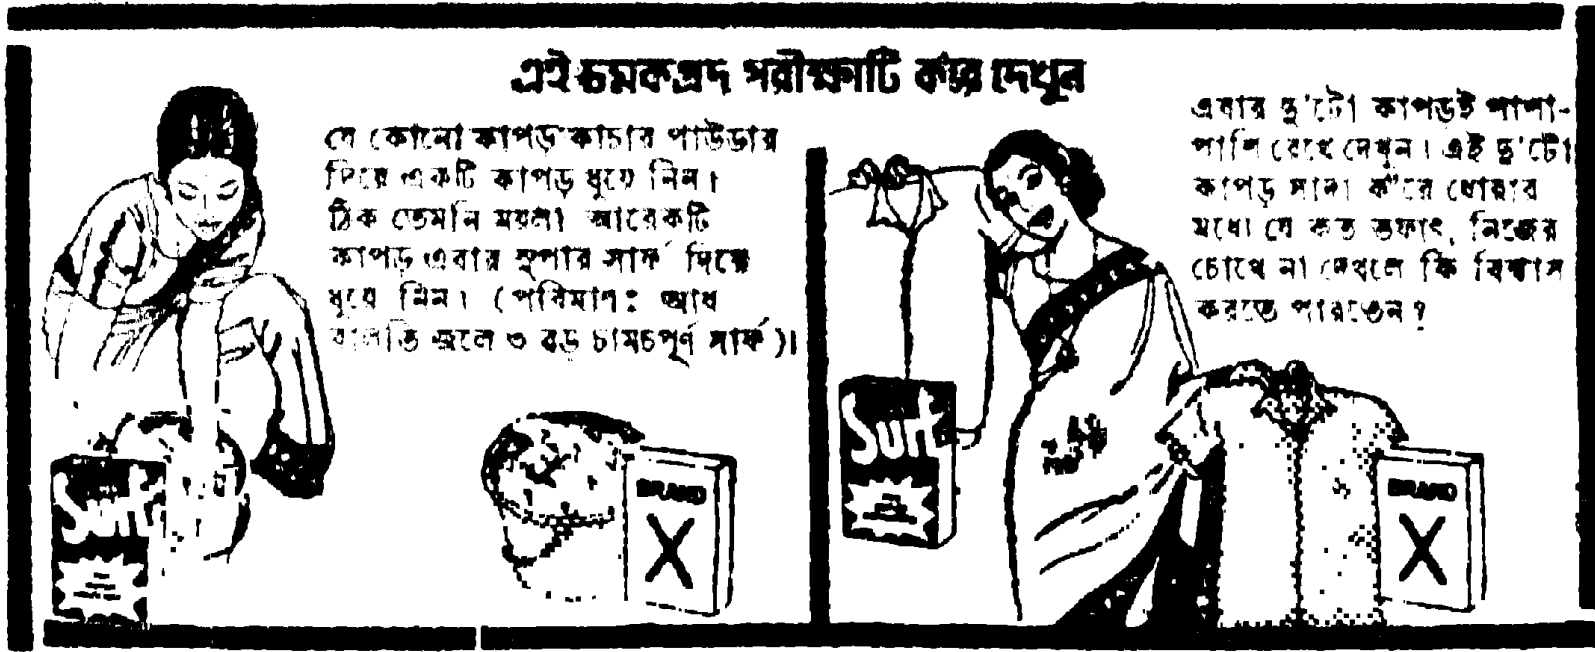 এই চমকপ্রদ পরীক্ষাটি ক'রে দেখুন
যে কোনো কাপড় কাচার পাউডার
দিয়ে একটি কাপড় ধুয়ে নিন।
ঠিক তেমনি ময়লা আরেকটি
কাপড় এবার সুপার সার্ফ দিয়ে
ধুয়ে নিন। (পরিমাণ: আধ
বালতি জলে ৩ বড় চামচপূর্ণ সার্ফ)।
Surf
BRAND
X
এবার দু'টো কাপড়ই পাশা-
পাশি রেখে দেখুন। এই দু'টো
কাপড় সাদা ক'রে ধোয়ার
মধ্যে যে কত তফাৎ, নিজের
চোখে না দেখলে কি বিশ্বাস
করতে পারতেন?
Surf
BRAND
X